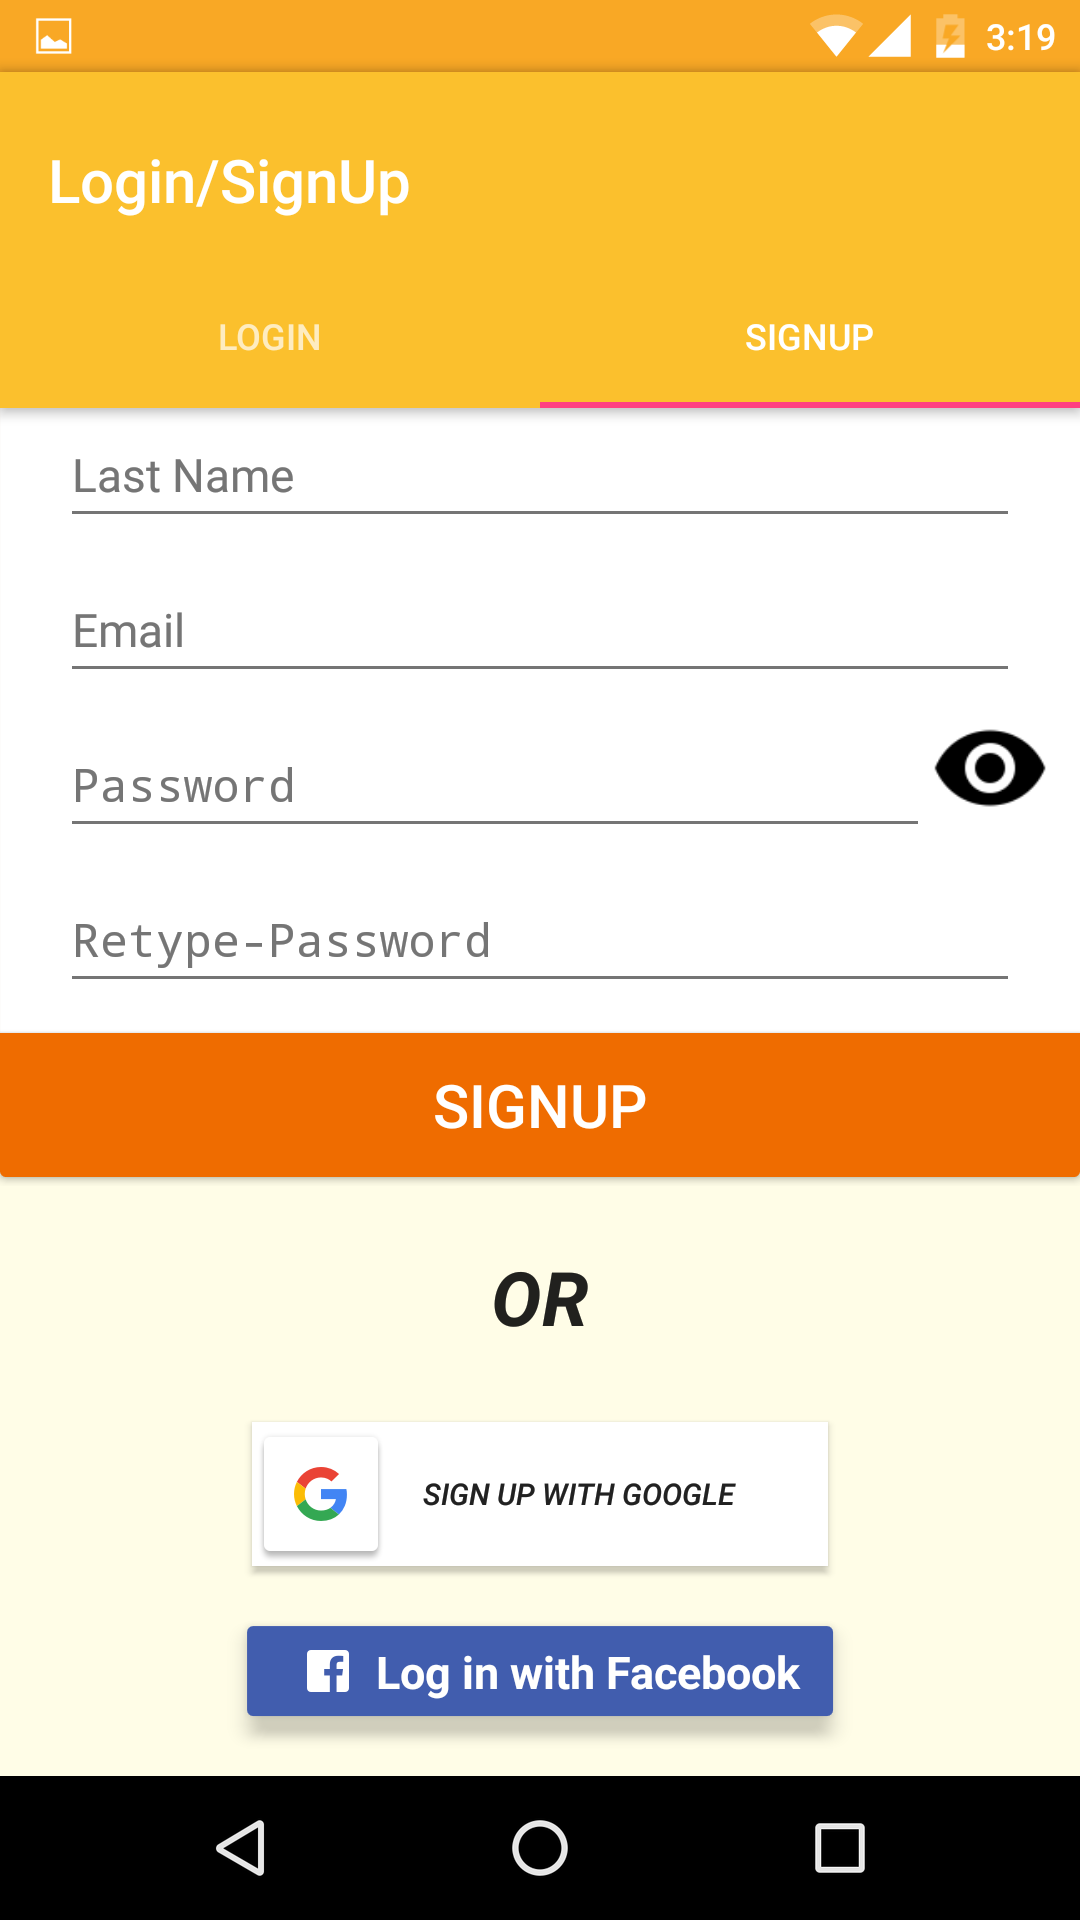 3:19
Login/SignUp
LOGIN
SIGNUP
Last Name
Email
Password
Retype-Password
SIGNUP
OR
SIGN UP WITH GOOGLE
Log in with Facebook